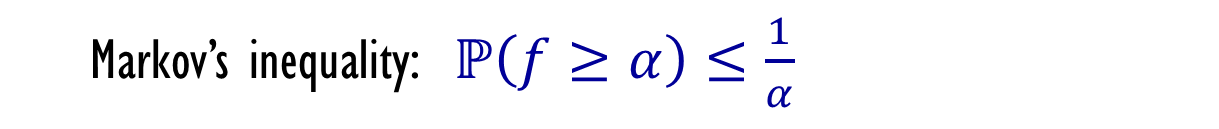 Markov's inequality: ℙ(𝑓 ≥ 𝛼) ≤ 1/𝛼